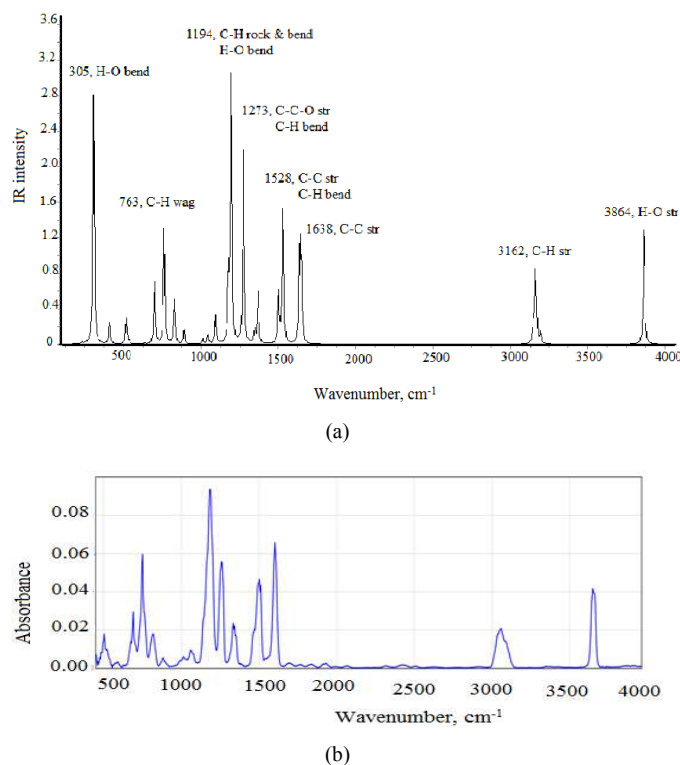 3.6
3.0
2.4
2.0
1.6
1.2
0.8
0.4
0
IR intensity
305, H-O bend
763, C-H wag
1194, C-H rock & bend
H-O bend
1273, C-C-O str
C-H bend
1528, C-C str
C-H bend
1638, C-C str
3162, C-H str
3864, H-O str
500 1000 1500 2000 2500 3000 3500 4000
Wavenumber, cm-1
(a)
0.08
0.06
0.04
0.02
0.00
Absorbance
500 1000 1500 2000 2500 3000 3500 4000
Wavenumber, cm-1
(b)